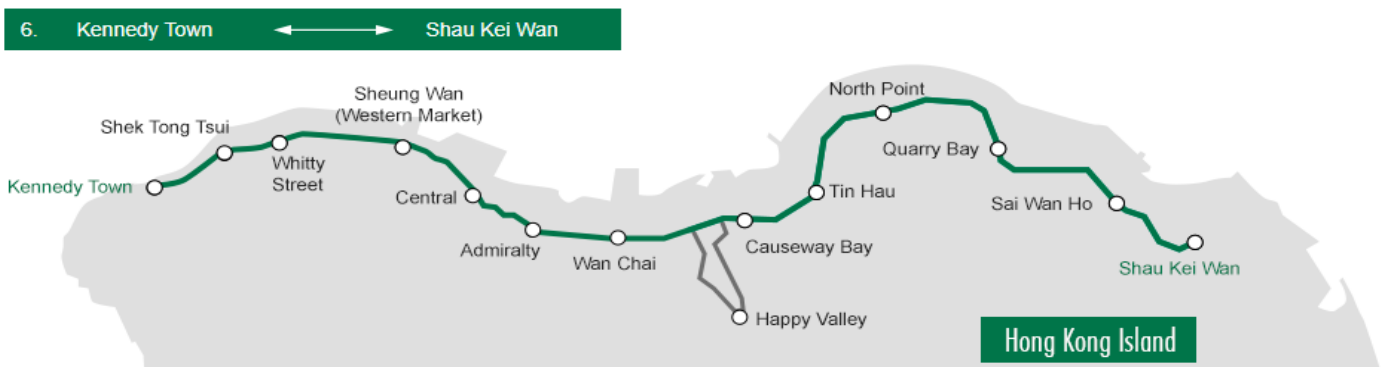 6. Kennedy Town Shau Kei Wan
Sheung Wan
(Western Market)
Shek Tong Tsui
Whitty
Street
Kennedy Town
Central
Admiralty
Wan Chai
Causeway Bay
Happy Valley
Tin Hau
North Point
Quarry Bay
Sai Wan Ho
Shau Kei Wan
Hong Kong Island